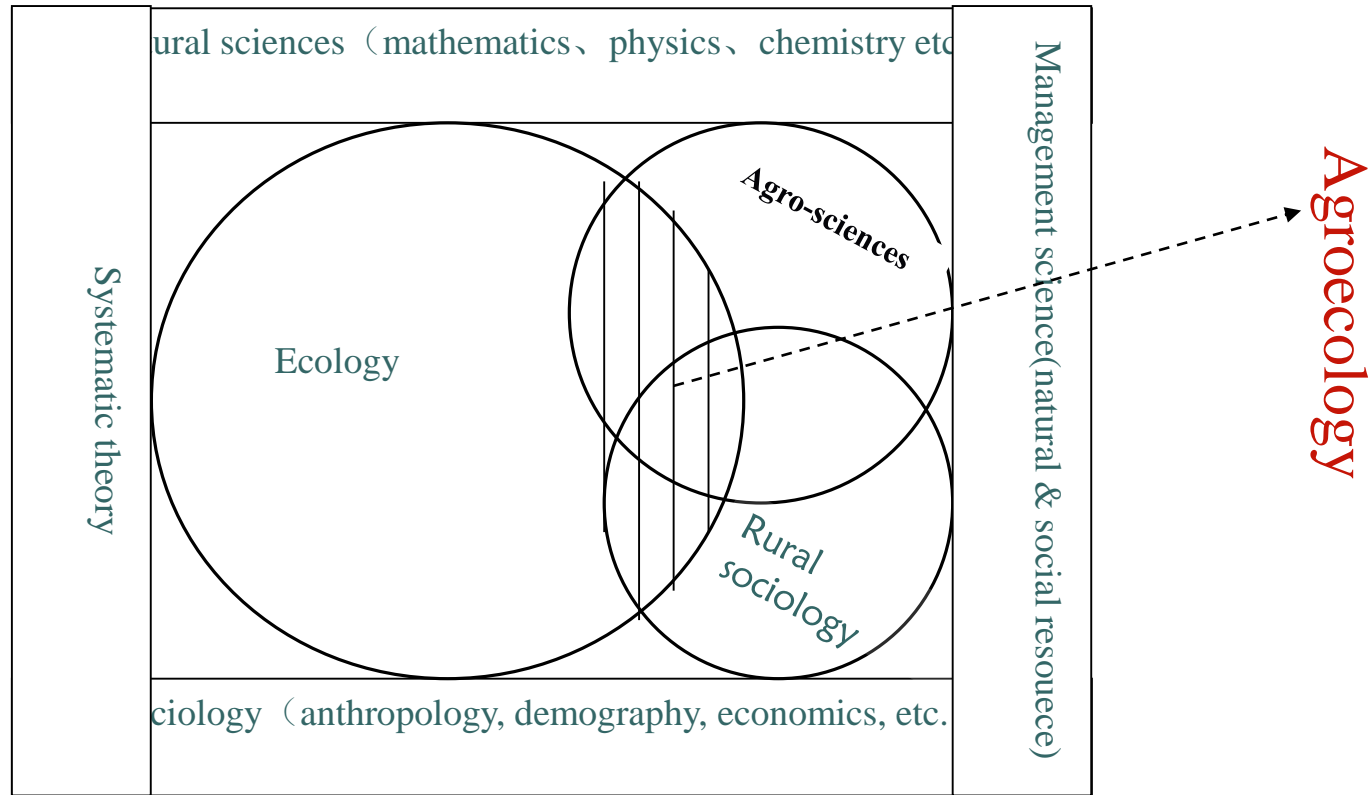 ural sciences（mathematics、physics、chemistry etc
Systematic theory
Ecology
Agro-sciences
Rural
sociology
Management science(natural & social resouece)
Agroecology
ciology（anthropology, demography, economics, etc.